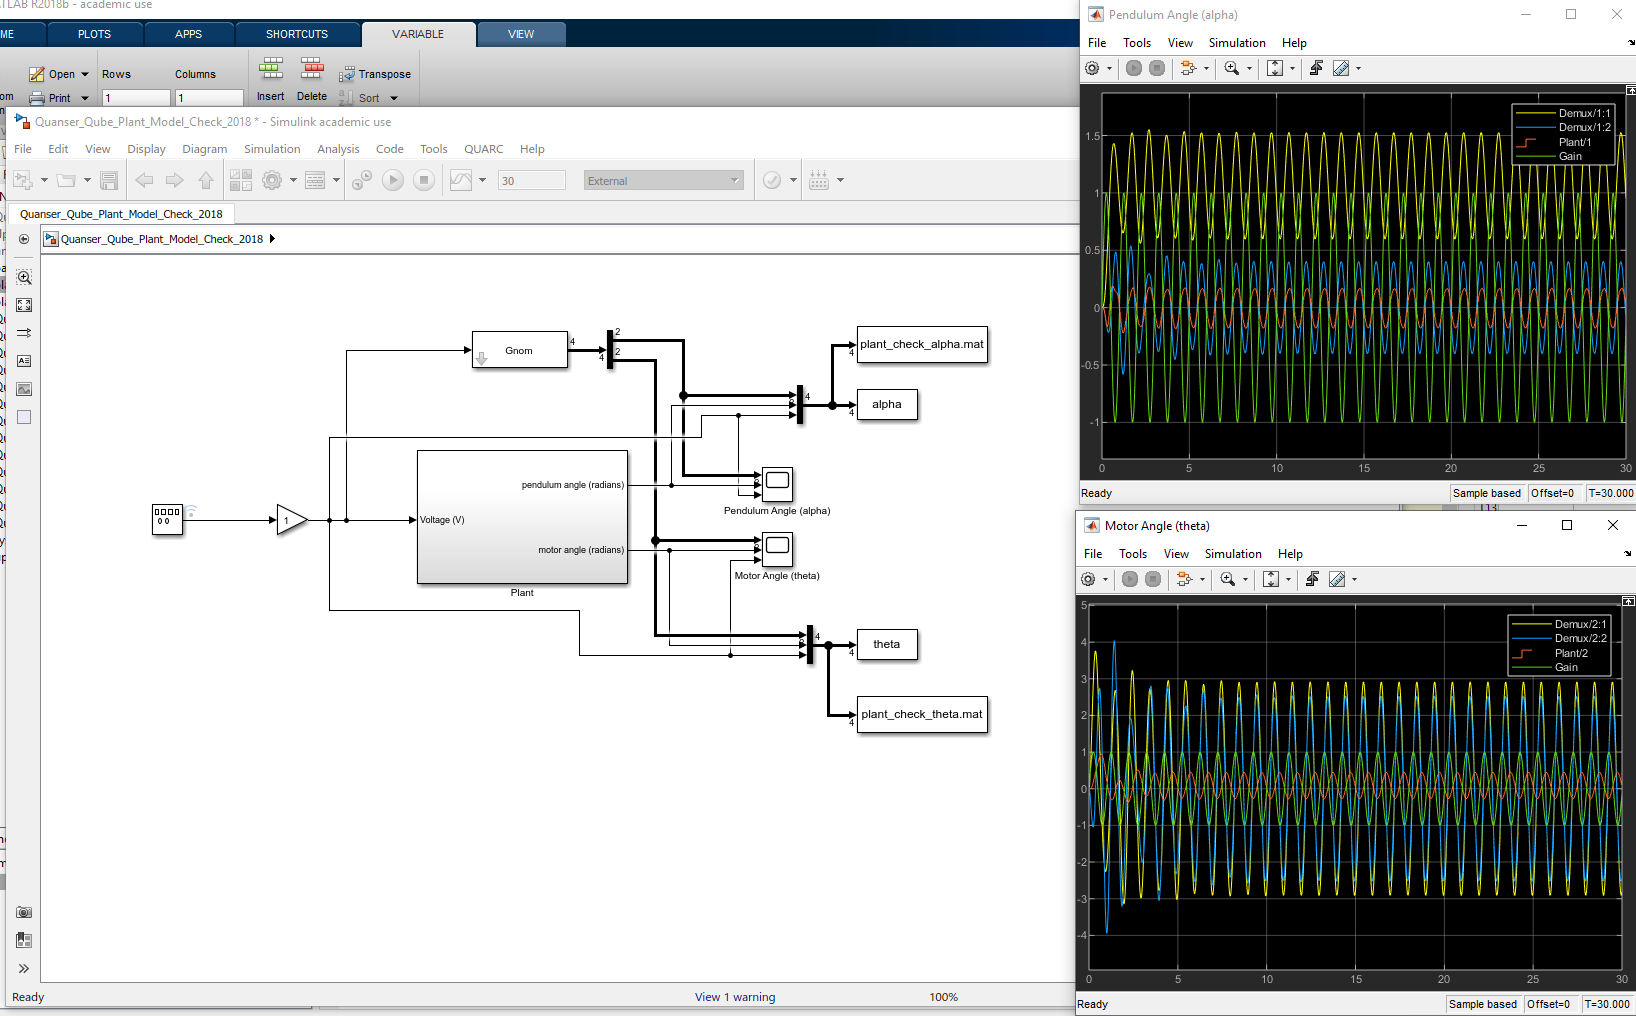 ATLAB R2018b - academic use
ME PLOTS APPS SHORTCUTS VARIABLE VIEW
Open Rows Columns Transpose
Print 1 1 Insert Delete Sort
Quanser_Qube_Plant_Model_Check_2018 * - Simulink academic use
File Edit View Display Diagram Simulation Analysis Code Tools QUARC Help
30 External
Quanser_Qube_Plant_Model_Check_2018
Quanser_Qube_Plant_Model_Check_2018
Gnom
4
4
2
2
plant_check_alpha.mat
4
4
alpha
4
pendulum angle (radians)
Pendulum Angle (alpha)
1
Voltage (V)
motor angle (radians)
Motor Angle (theta)
Plant
4
theta
4
plant_check_theta.mat
4
Ready View 1 warning 100%
Pendulum Angle (alpha)
File Tools View Simulation Help
Demux/1:1
Demux/1:2
Plant/1
Gain
1.5
1
0.5
0
-0.5
-1
0 5 10 15 20 25 30
Ready Sample based Offset=0 T=30.000
Motor Angle (theta)
File Tools View Simulation Help
Demux/2:1
Demux/2:2
Plant/2
Gain
5
4
3
2
1
0
-1
-2
-3
-4
0 5 10 15 20 25 30
Ready Sample based Offset=0 T=30.000